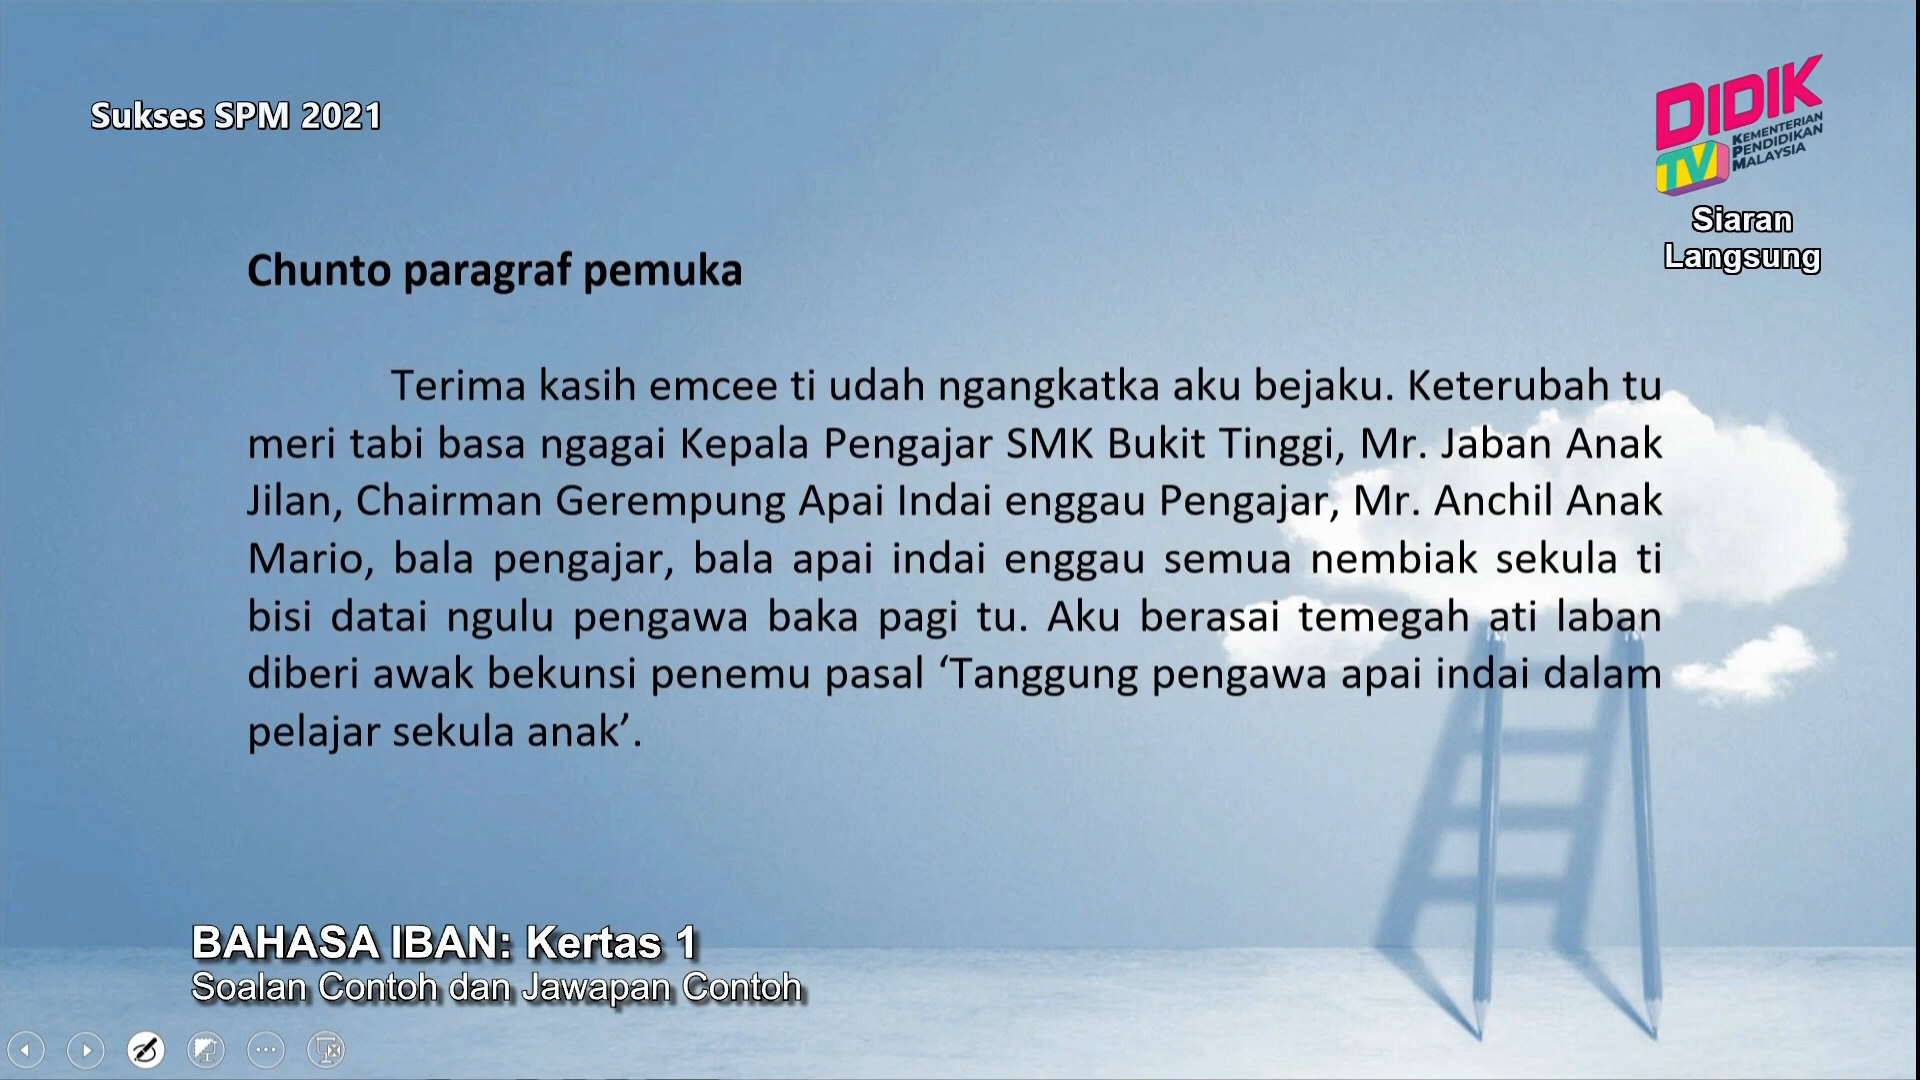 Sukses SPM 2021
DIDIK
TV
KEMENTERIAN
PENDIDIKAN
MALAYSIA
Siaran
Langsung
Chunto paragraf pemuka
Terima kasih emcee ti udah ngangkatka aku bejaku. Keterubah tu
meri tabi basa ngagai Kepala Pengajar SMK Bukit Tinggi, Mr. Jaban Anak
Jilan, Chairman Gerempung Apai Indai enggau Pengajar, Mr. Anchil Anak
Mario, bala pengajar, bala apai indai enggau semua nembiak sekula ti
bisi datai ngulu pengawa baka pagi tu. Aku berasai temegah ati laban
diberi awak bekunsi penemu pasal ‘Tanggung pengawa apai indai dalam
pelajar sekula anak’.
BAHASA IBAN: Kertas 1
Soalan Contoh dan Jawapan Contoh